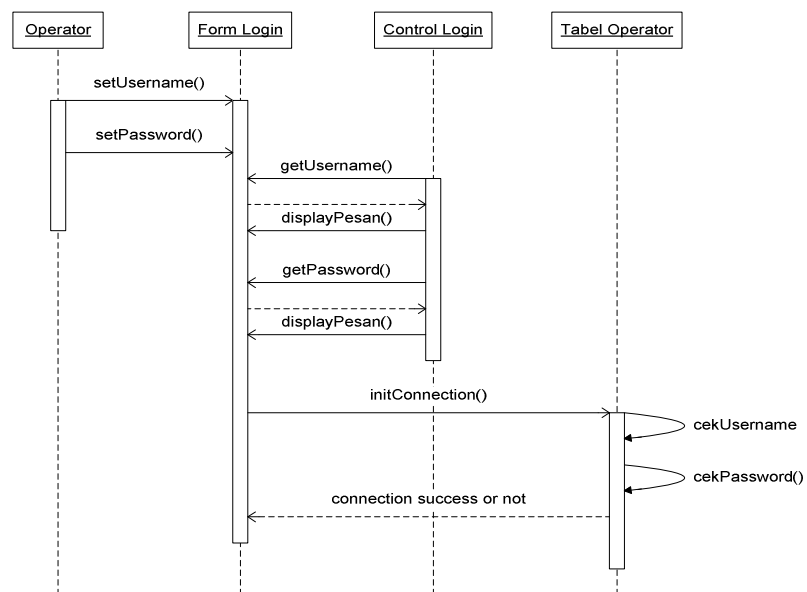 Operator
Form Login
Control Login
Tabel Operator
setUsername()
setPassword()
getUsername()
displayPesan()
getPassword()
displayPesan()
initConnection()
cekUsername
cekPassword()
connection success or not